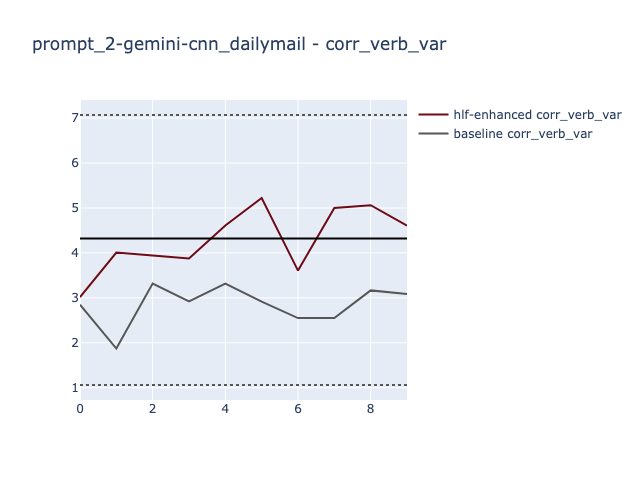 prompt_2-gemini-cnn_dailymail - corr_verb_var
hlf-enhanced corr_verb_var
baseline corr_verb_var
7
6
5
4
3
2
1
0 2 4 6 8